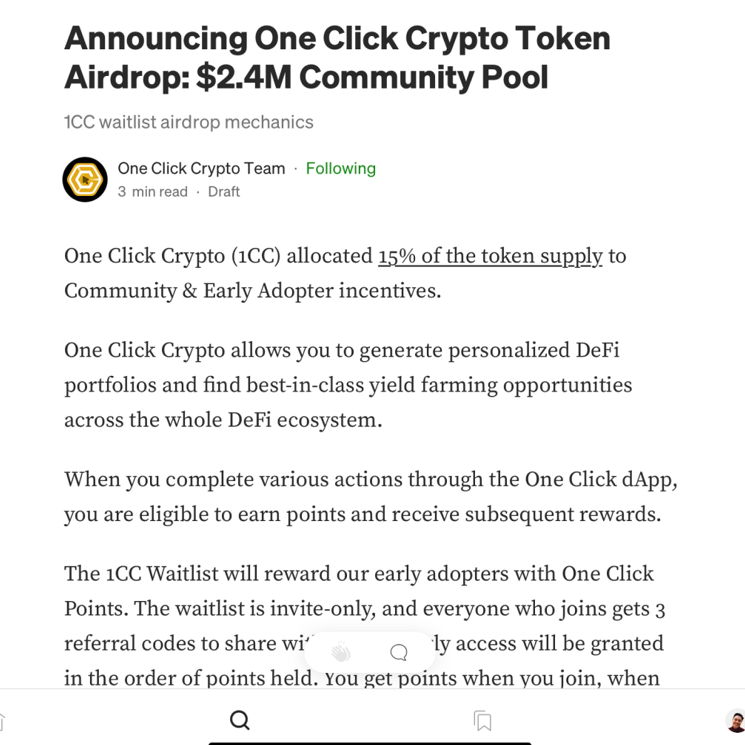 Announcing One Click Crypto Token
Airdrop: $2.4M Community Pool
1CC waitlist airdrop mechanics
One Click Crypto Team · Following
3 min read · Draft
One Click Crypto (1CC) allocated 15% of the token supply to
Community & Early Adopter incentives.
One Click Crypto allows you to generate personalized DeFi
portfolios and find best-in-class yield farming opportunities
across the whole DeFi ecosystem.
When you complete various actions through the One Click dApp,
you are eligible to earn points and receive subsequent rewards.
The 1CC Waitlist will reward our early adopters with One Click
Points. The waitlist is invite-only, and everyone who joins gets 3
referral codes to share access will be granted
in the order of points held. You get points when you join, when